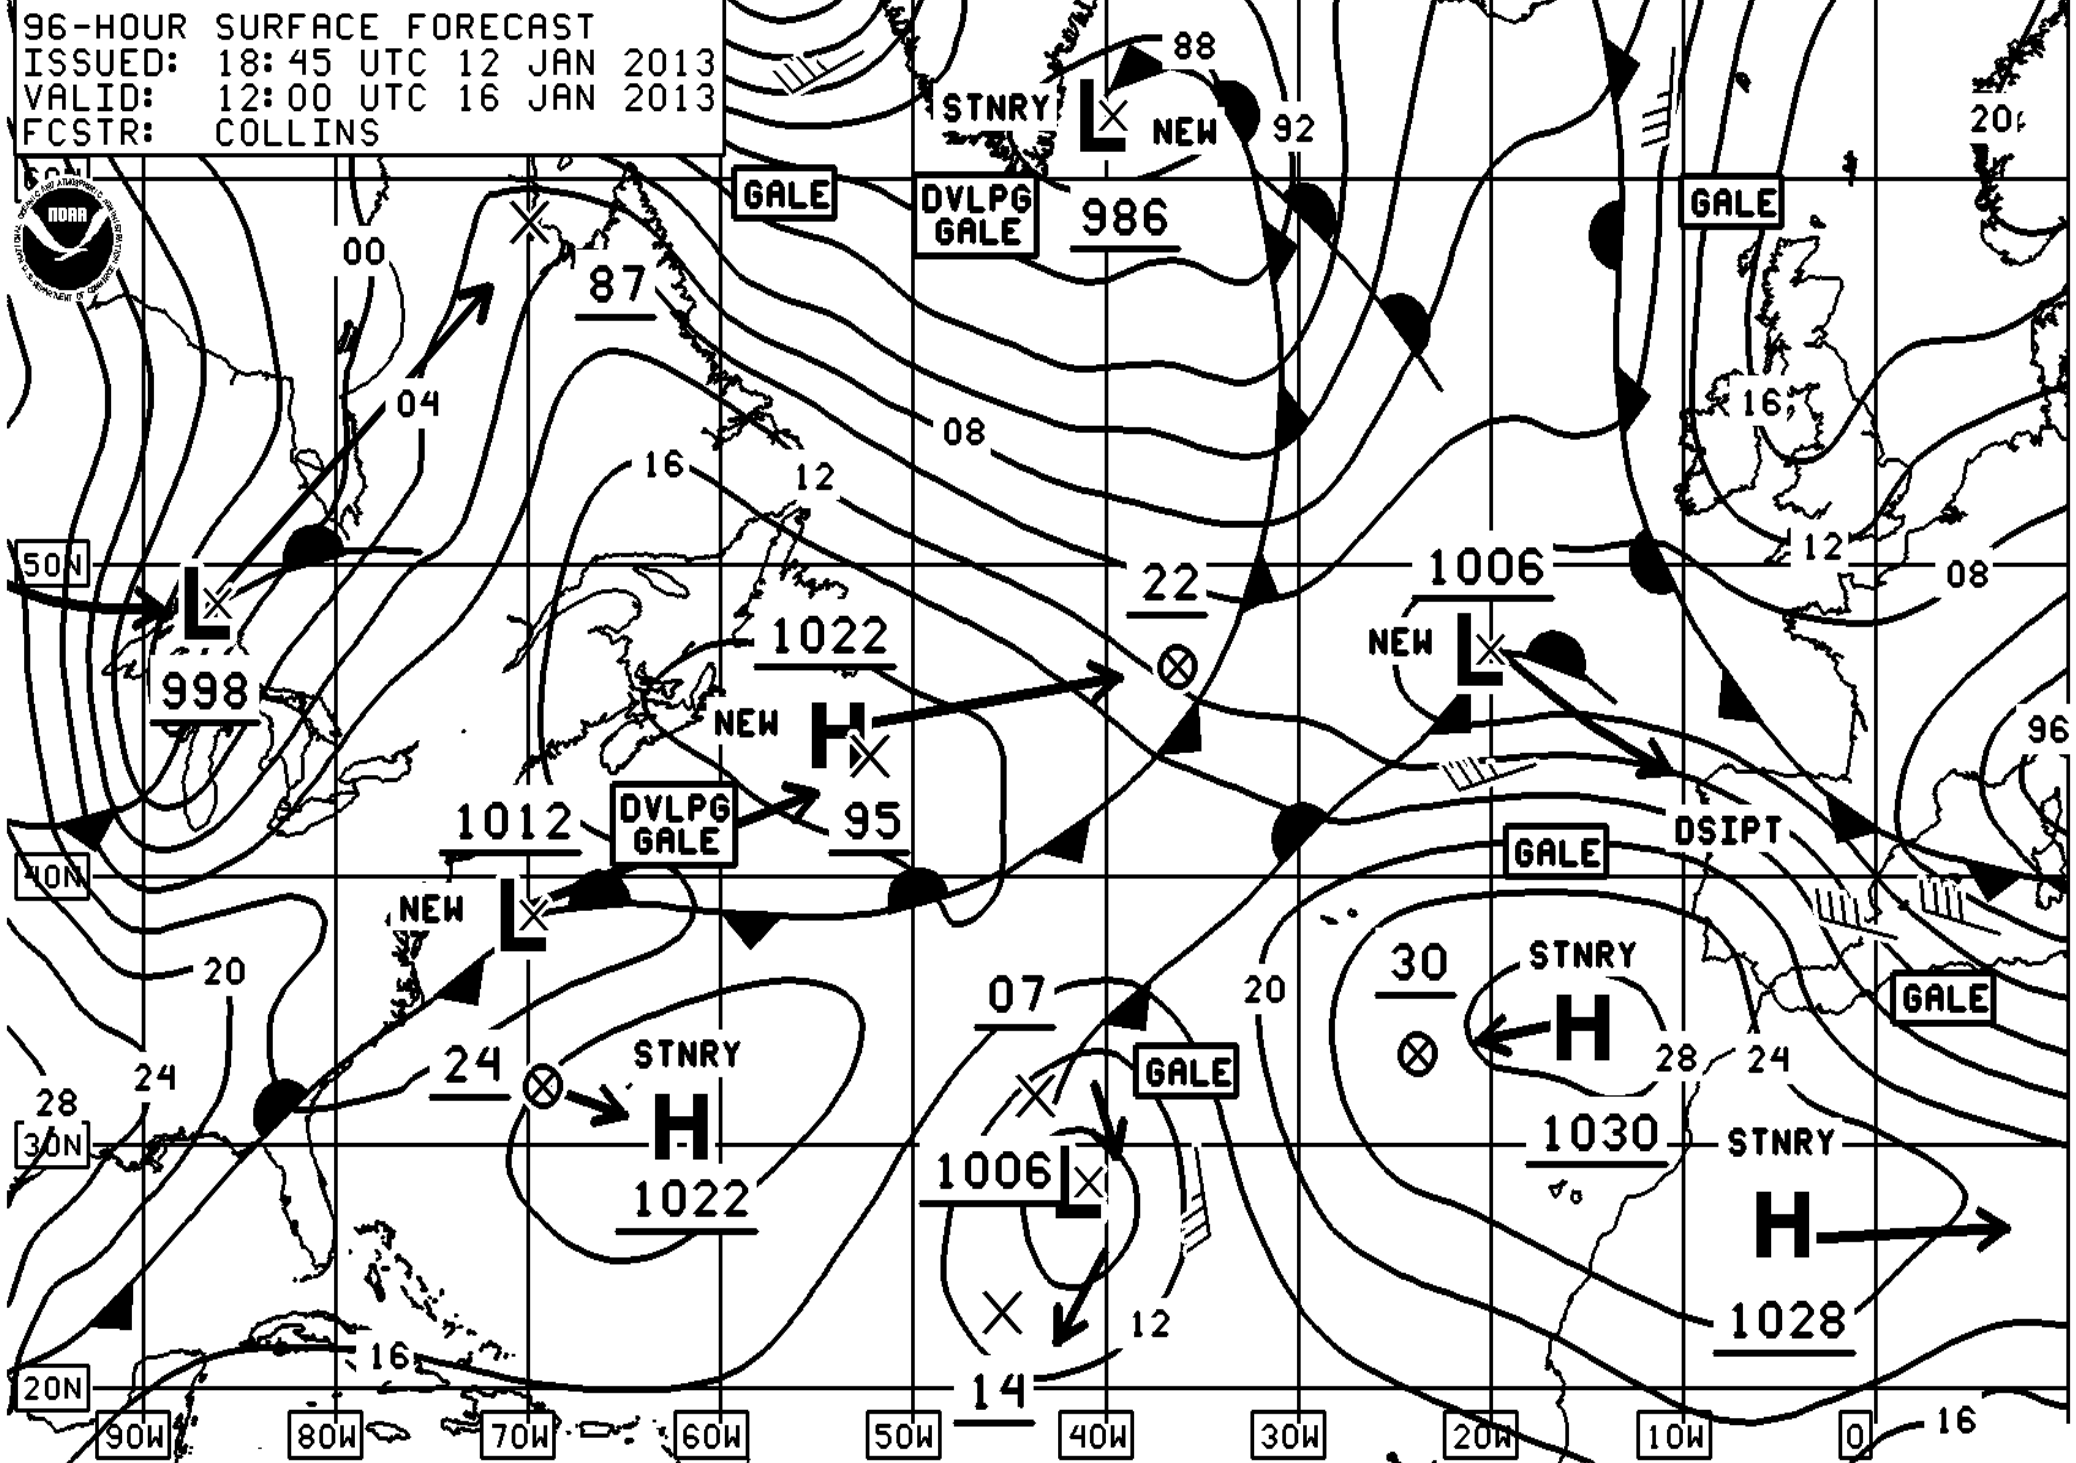 96-HOUR SURFACE FORECAST
ISSUED: 18:45 UTC 12 JAN 2013
VALID: 12:00 UTC 16 JAN 2013
FCSTR: COLLINS
88
STNRY
L
NEW
92
20
60N
GALE
DVLPG
GALE
986
GALE
NOAA
00
87
04
16
08
16
12
12
50N
22
1006
08
L
998
1022
NEW
L
NEW
H
96
1012
DVLPG
GALE
95
DSIPT
GALE
40N
NEW
L
20
30
STNRY
07
20
H
GALE
24
24
STNRY
GALE
28
24
28
H
30N
1030
STNRY
1006
L
1022
H
12
1028
16
20N
14
16
90W
80W
70W
60W
50W
40W
30W
20W
10W
0